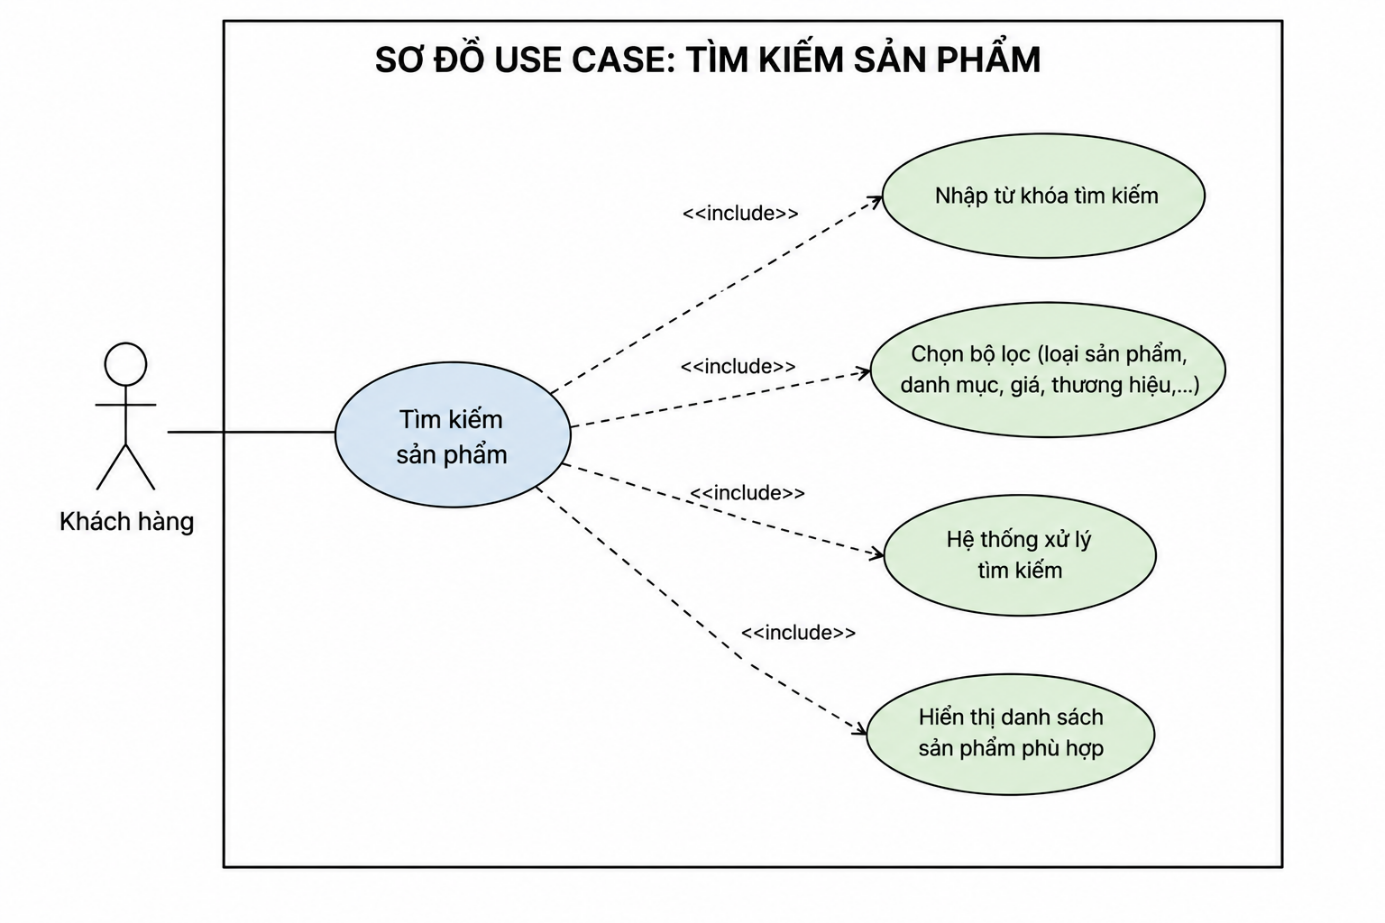 SƠ ĐỒ USE CASE: TÌM KIẾM SẢN PHẨM
<<include>>
Nhập từ khóa tìm kiếm
<<include>>
Chọn bộ lọc (loại sản phẩm,
danh mục, giá, thương hiệu,...)
Tìm kiếm
sản phẩm
Khách hàng
<<include>>
Hệ thống xử lý
tìm kiếm
<<include>>
Hiển thị danh sách
sản phẩm phù hợp